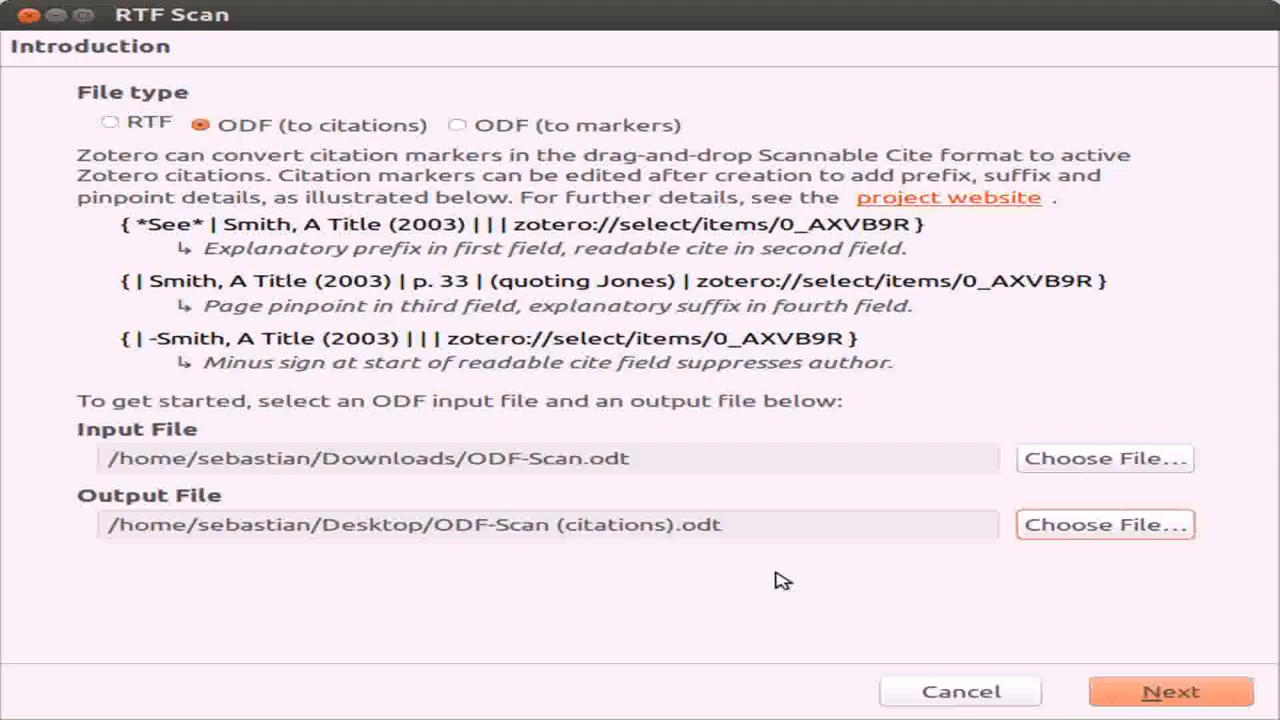 RTF Scan
Introduction
File type
RTF
ODF (to citations)
ODF (to markers)
Zotero can convert citation markers in the drag-and-drop Scannable Cite format to active
Zotero citations. Citation markers can be edited after creation to add prefix, suffix and
pinpoint details, as illustrated below. For further details, see the project website .
{ *See* | Smith, A Title (2003) | | | zotero://select/items/0_AXVB9R }
↳ Explanatory prefix in first field, readable cite in second field.
{ | Smith, A Title (2003) | p. 33 | (quoting Jones) | zotero://select/items/0_AXVB9R }
↳ Page pinpoint in third field, explanatory suffix in fourth field.
{ | -Smith, A Title (2003) | | | zotero://select/items/0_AXVB9R }
↳ Minus sign at start of readable cite field suppresses author.
To get started, select an ODF input file and an output file below:
Input File
/home/sebastian/Downloads/ODF-Scan.odt
Choose File...
Output File
/home/sebastian/Desktop/ODF-Scan (citations).odt
Choose File...
Cancel
Next